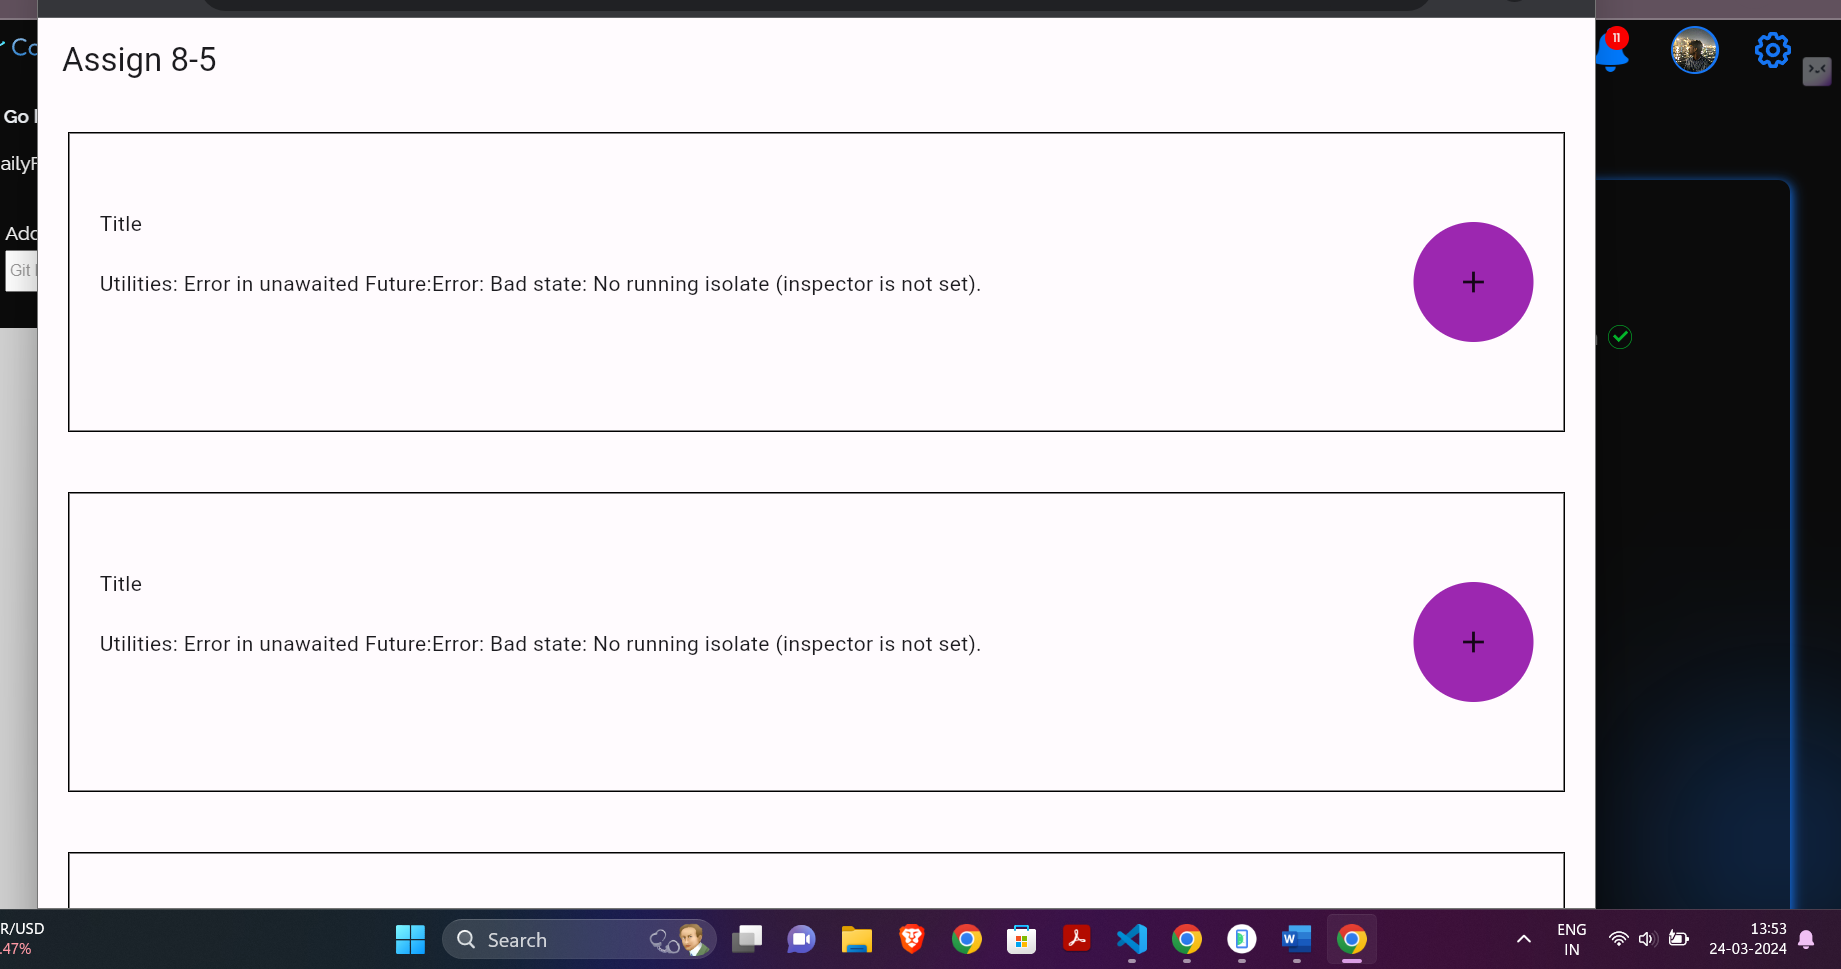 Assign 8-5
11
Go
Title
Utilities: Error in unawaited Future:Error: Bad state: No running isolate (inspector is not set).
+
Title
Utilities: Error in unawaited Future:Error: Bad state: No running isolate (inspector is not set).
+
Git
R/USD
.47%
Search
ENG
IN
13:53
24-03-2024